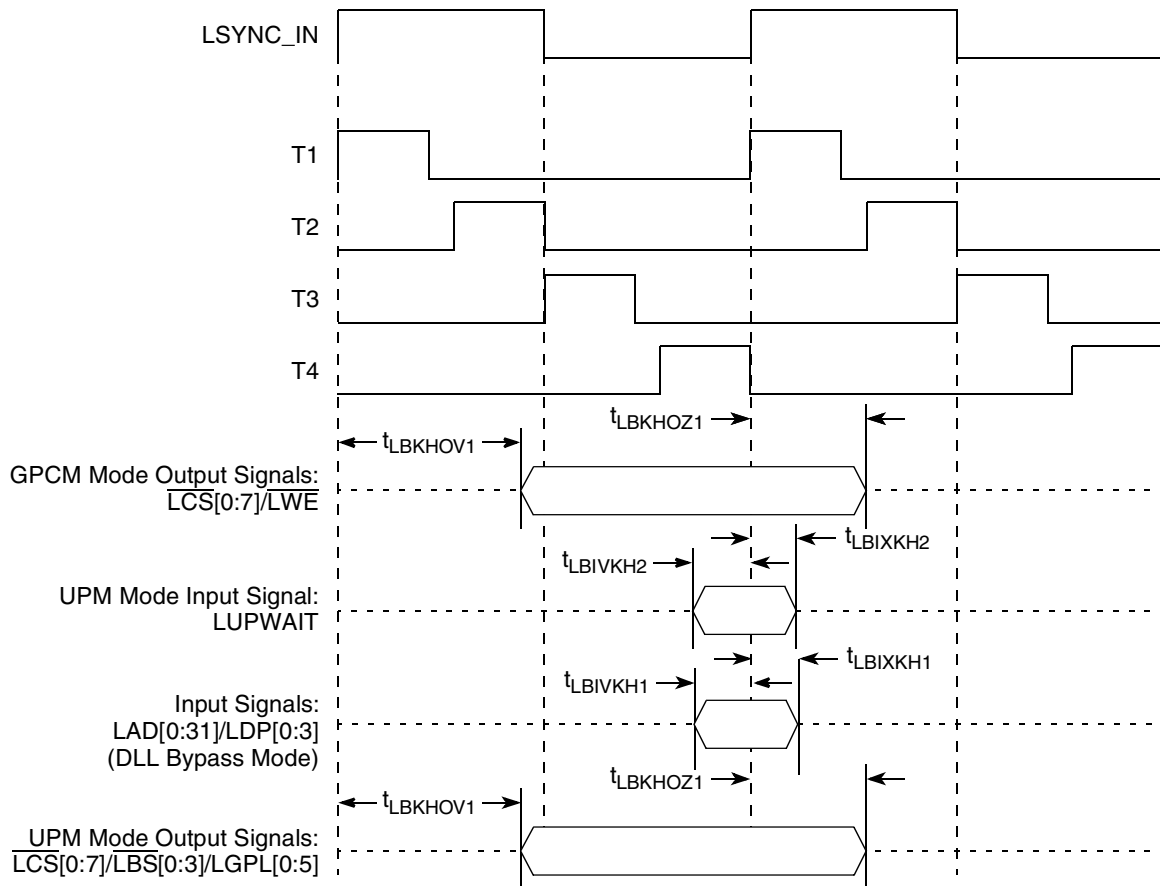 LSYNC_IN
T1
T2
T3
T4
tLBKHOZ1
tLBKHOV1
GPCM Mode Output Signals:
LCS[0:7]/LWE
tLBIXKH2
tLBIVKH2
UPM Mode Input Signal:
LUPWAIT
tLBIXKH1
tLBIVKH1
Input Signals:
LAD[0:31]/LDP[0:3]
(DLL Bypass Mode)
tLBKHOZ1
tLBKHOV1
UPM Mode Output Signals:
LCS[0:7]/LBS[0:3]/LGPL[0:5]